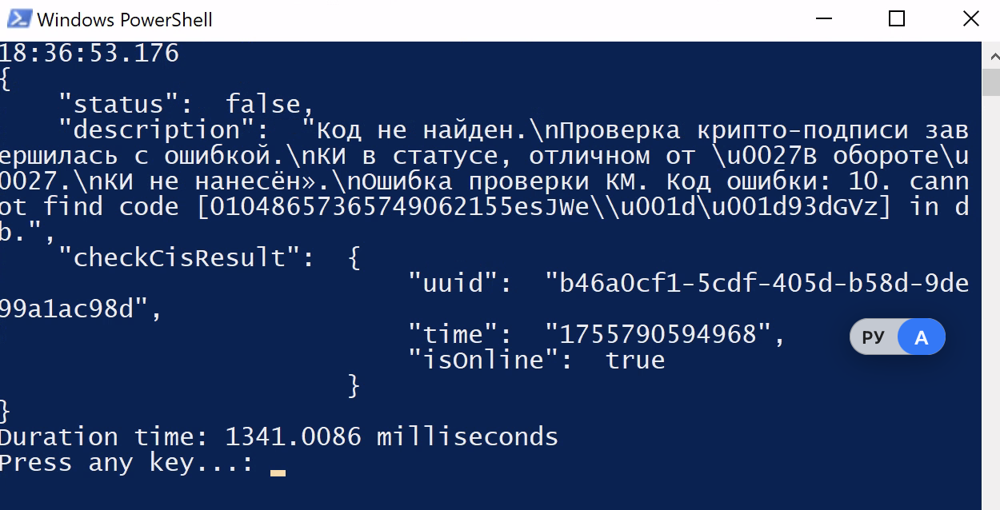 Windows PowerShell
18:36:53.176
{
"status": false,
"description": "Код не найден.\nПроверка крипто-подписи зав
ершилась с ошибкой.\nКИ в статусе, отличном от \u0027В обороте\u
0027.\nКИ не нанесён».\nОшибка проверки КМ. Код ошибки: 10. cann
ot find code [01048657365749062155esJWe\\u001d\u001d93dGVz] in d
b.",
"checkCisResult": {
"uuid": "b46a0cf1-5cdf-405d-b58d-9de
99a1ac98d",
"time": "1755790594968",
РУ A
"isOnline": true
}
}
Duration time: 1341.0086 milliseconds
Press any key...: